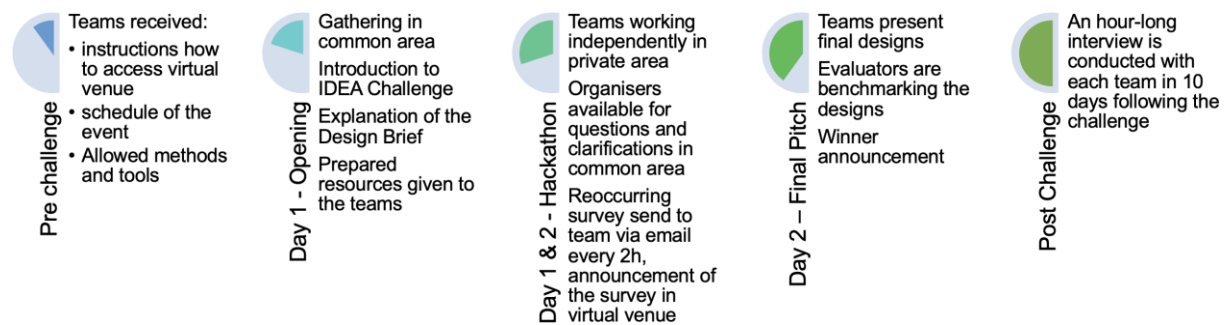 Pre challenge
Teams received:
• instructions how
to access virtual
venue
• schedule of the
event
• Allowed methods
and tools
Day 1 - Opening
Gathering in
common area
Introduction to
IDEA Challenge
Explanation of the
Design Brief
Prepared
resources given to
the teams
Day 1 & 2 - Hackathon
Teams working
independently in
private area
Organisers
available for
questions and
clarifications in
common area
Reoccurring
survey send to
team via email
every 2h,
announcement of
the survey in
virtual venue
Day 2 – Final Pitch
Teams present
final designs
Evaluators are
benchmarking the
designs
Winner
announcement
Post Challenge
An hour-long
interview is
conducted with
each team in 10
days following the
challenge